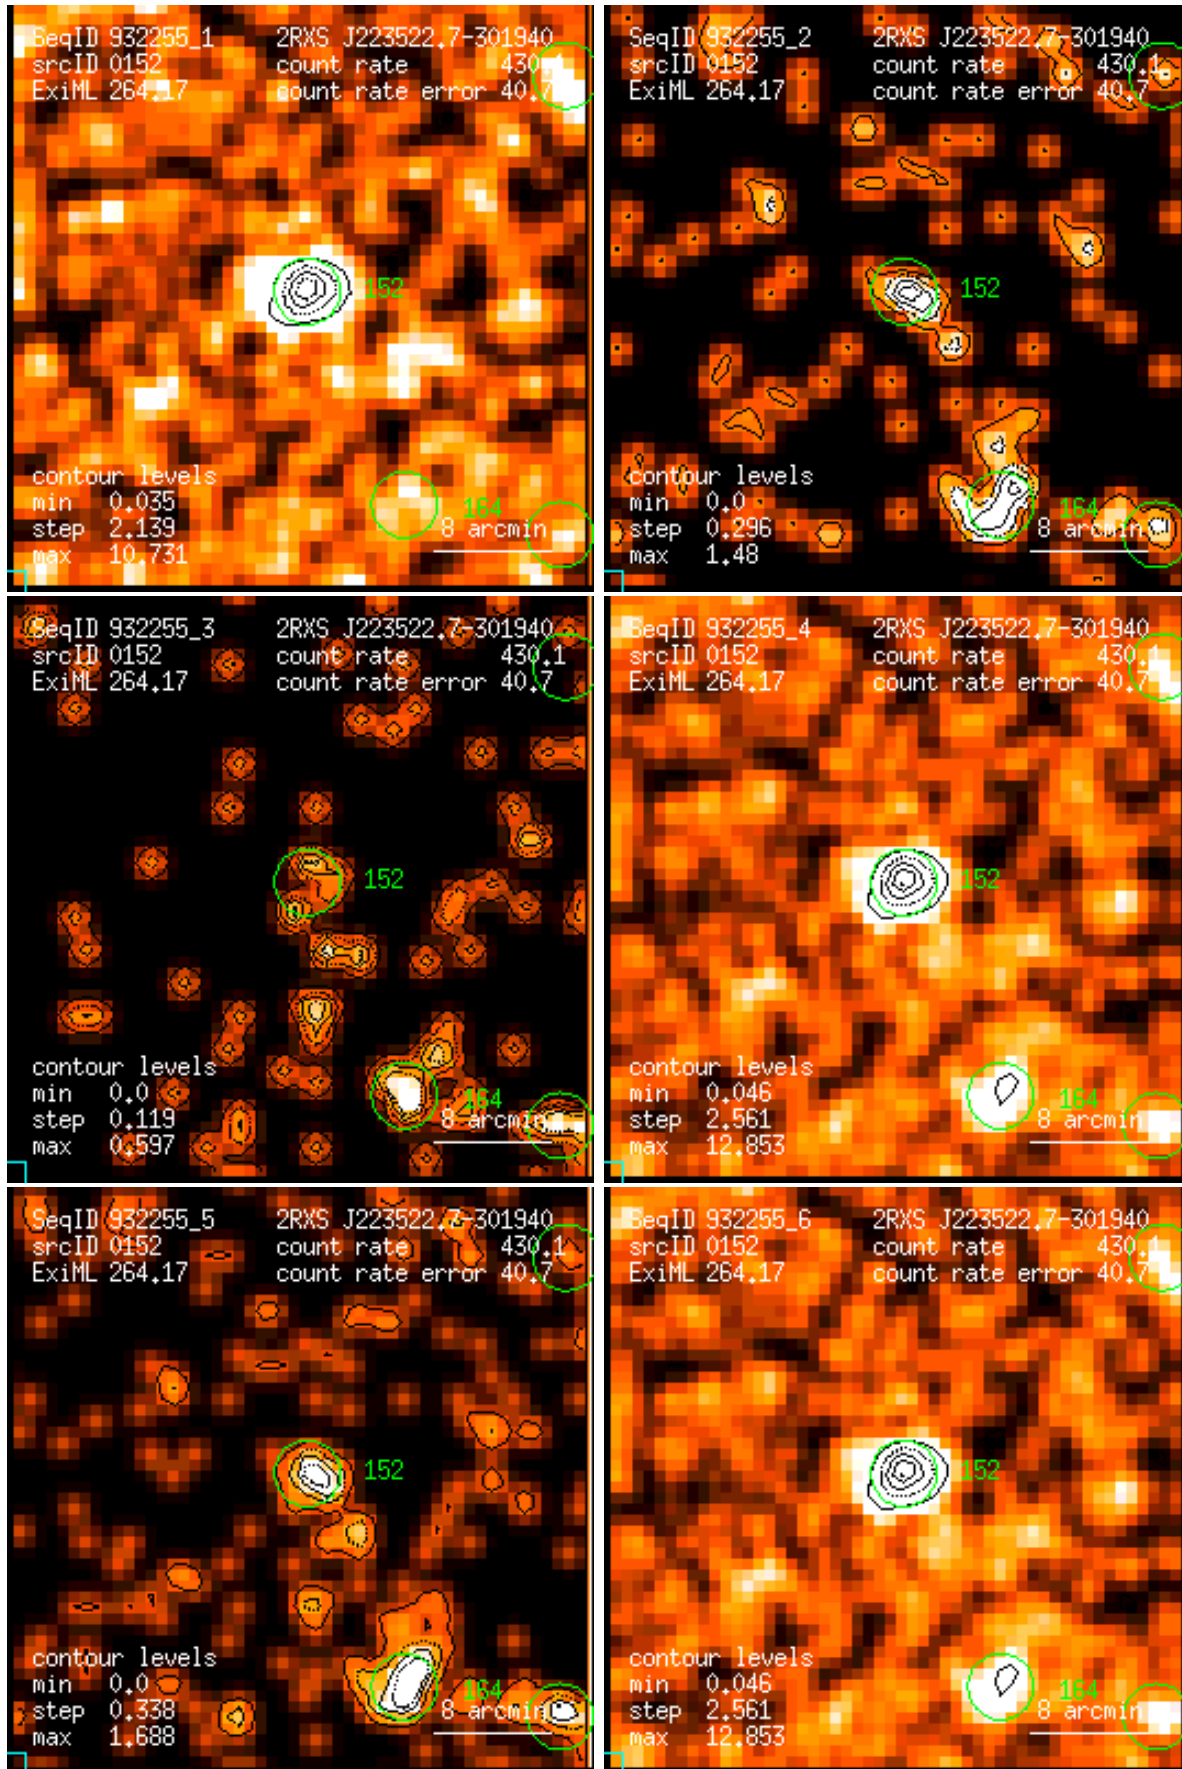 SeqID 932255_1 2RXS J223522.7-301940
srcID 0152 count rate 430.1
ExiML 264.17 count rate error 40.7
152
contour levels
min 0.035
164
step 2.139
8 arcmin
max 10.731
SeqID 932255_2 2RXS J223522.7-301940
srcID 0152 count rate 430.1
ExiML 264.17 count rate error 40.7
152
contour levels
min 0.0
164
step 0.296
8 arcmin
max 1.48
SeqID 932255_3 2RXS J223522.7-301940
srcID 0152 count rate 430.1
ExiML 264.17 count rate error 40.7
152
contour levels
min 0.0
164
step 0.119
8 arcmin
max 0.597
SeqID 932255_4 2RXS J223522.7-301940
srcID 0152 count rate 430.1
ExiML 264.17 count rate error 40.7
152
contour levels
min 0.046
164
step 2.561
8 arcmin
max 12.853
SeqID 932255_5 2RXS J223522.7-301940
srcID 0152 count rate 430.1
ExiML 264.17 count rate error 40.7
152
contour levels
min 0.0
164
step 0.338
8 arcmin
max 1.688
SeqID 932255_6 2RXS J223522.7-301940
srcID 0152 count rate 430.1
ExiML 264.17 count rate error 40.7
152
contour levels
min 0.046
164
step 2.561
8 arcmin
max 12.853